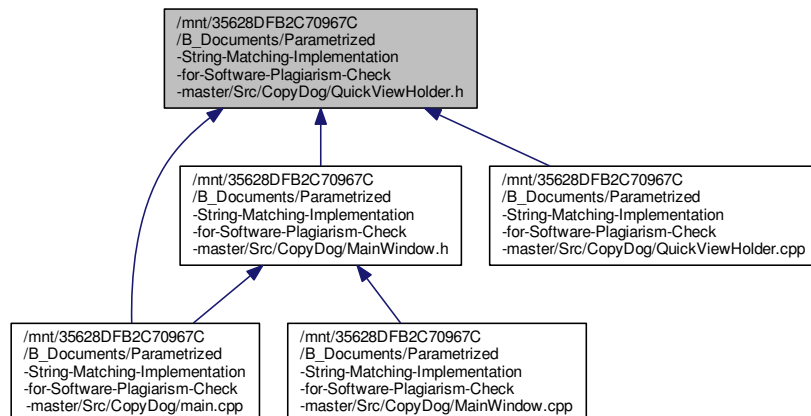 /mnt/35628DFB2C70967C
/B_Documents/Parametrized
-String-Matching-Implementation
-for-Software-Plagiarism-Check
-master/Src/CopyDog/QuickViewHolder.h
/mnt/35628DFB2C70967C
/B_Documents/Parametrized
-String-Matching-Implementation
-for-Software-Plagiarism-Check
-master/Src/CopyDog/MainWindow.h
/mnt/35628DFB2C70967C
/B_Documents/Parametrized
-String-Matching-Implementation
-for-Software-Plagiarism-Check
-master/Src/CopyDog/QuickViewHolder.cpp
/mnt/35628DFB2C70967C
/B_Documents/Parametrized
-String-Matching-Implementation
-for-Software-Plagiarism-Check
-master/Src/CopyDog/main.cpp
/mnt/35628DFB2C70967C
/B_Documents/Parametrized
-String-Matching-Implementation
-for-Software-Plagiarism-Check
-master/Src/CopyDog/MainWindow.cpp